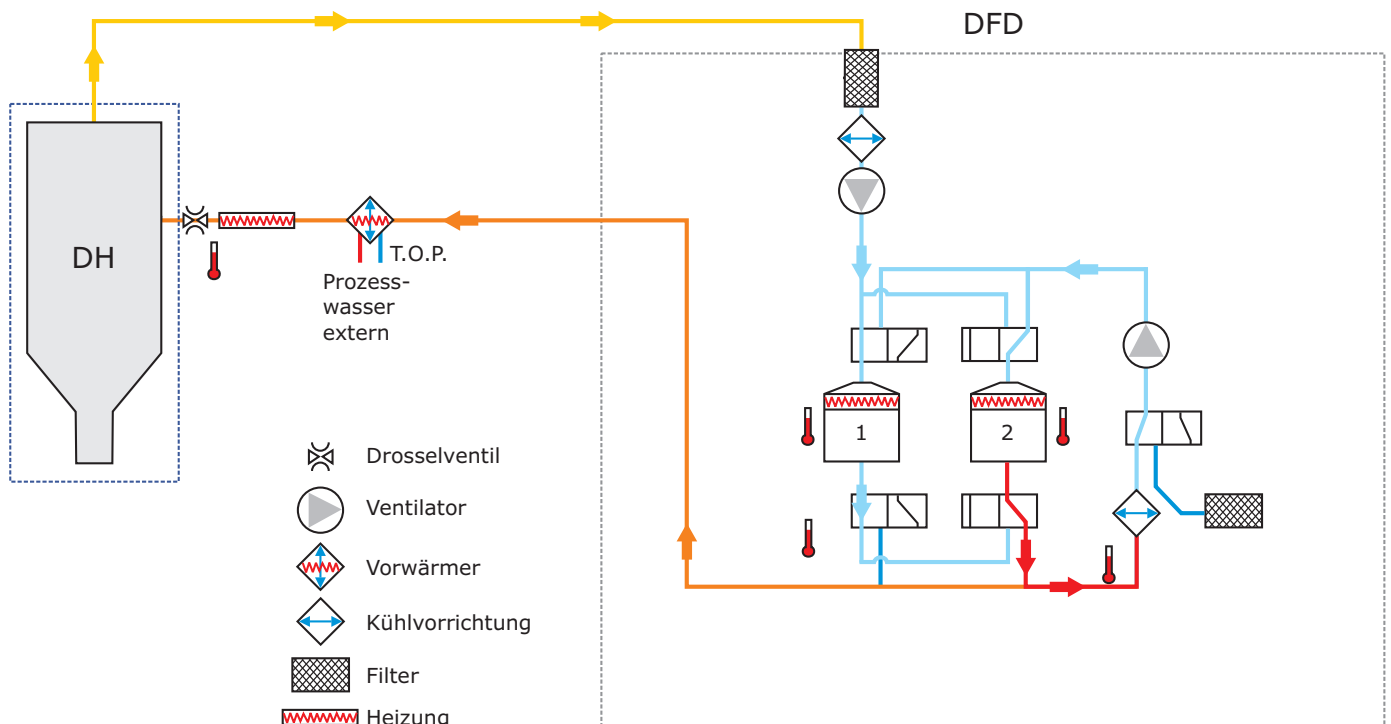 DFD
DH
T.O.P.
Prozess-
wasser
extern
1
2
Drosselventil
Ventilator
Vorwärmer
Kühlvorrichtung
Filter
Heizung